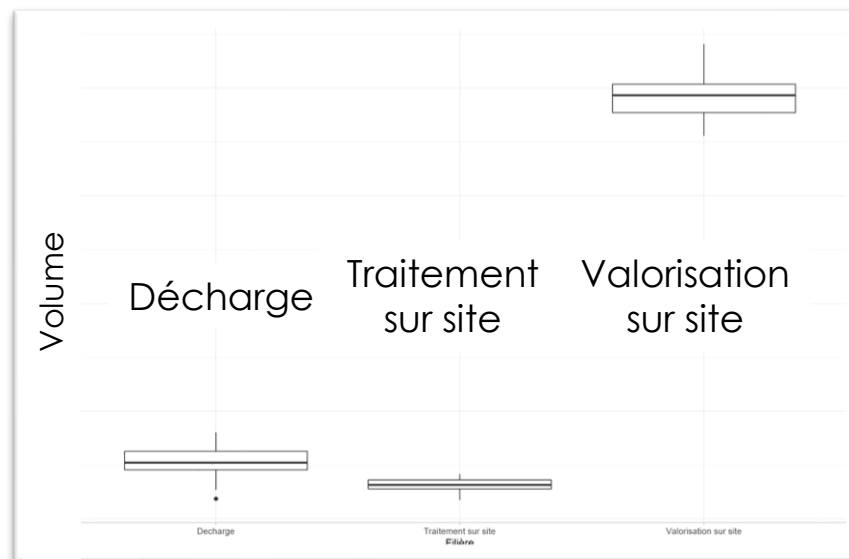 Volume
Décharge
Traitement
sur site
Valorisation
sur site
Decharge
Traitement sur site
Valorisation sur site
Filière